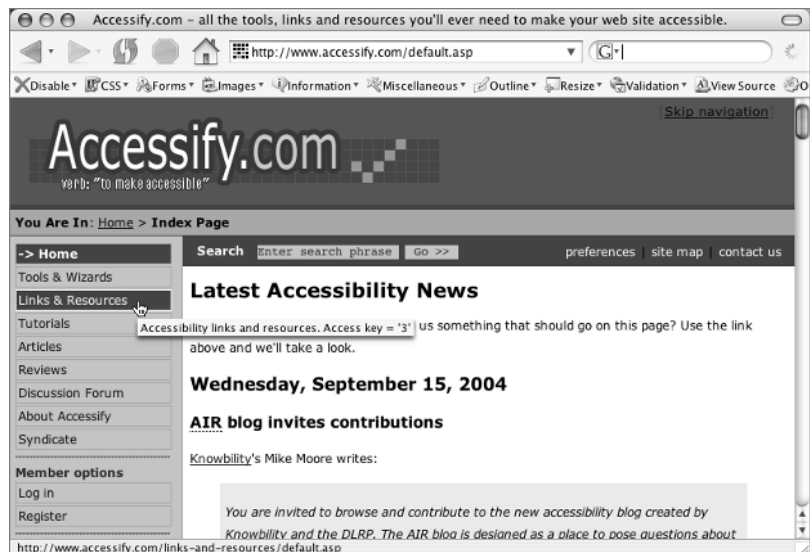 Accessify.com – all the tools, links and resources you'll ever need to make your web site accessible.
http://www.accessify.com/default.asp
G
Disable CSS Forms Images Information Miscellaneous Outline Resize Validation View Source O
[Skip navigation]
Accessify.com
verb: "to make accessible"
You Are In: Home > Index Page
-> Home
Tools & Wizards
Links & Resources
Tutorials
Articles
Reviews
Discussion Forum
About Accessify
Syndicate
Member options
Log in
Register
Search Enter search phrase Go >> preferences | site map | contact us
Latest Accessibility News
Accessibility links and resources. Access key = '3'
us something that should go on this page? Use the link
above and we'll take a look.
Wednesday, September 15, 2004
AIR blog invites contributions
Knowbility's Mike Moore writes:
You are invited to browse and contribute to the new accessibility blog created by
Knowbility and the DLRP. The AIR blog is designed as a place to pose questions about
http://www.accessify.com/links-and-resources/default.asp